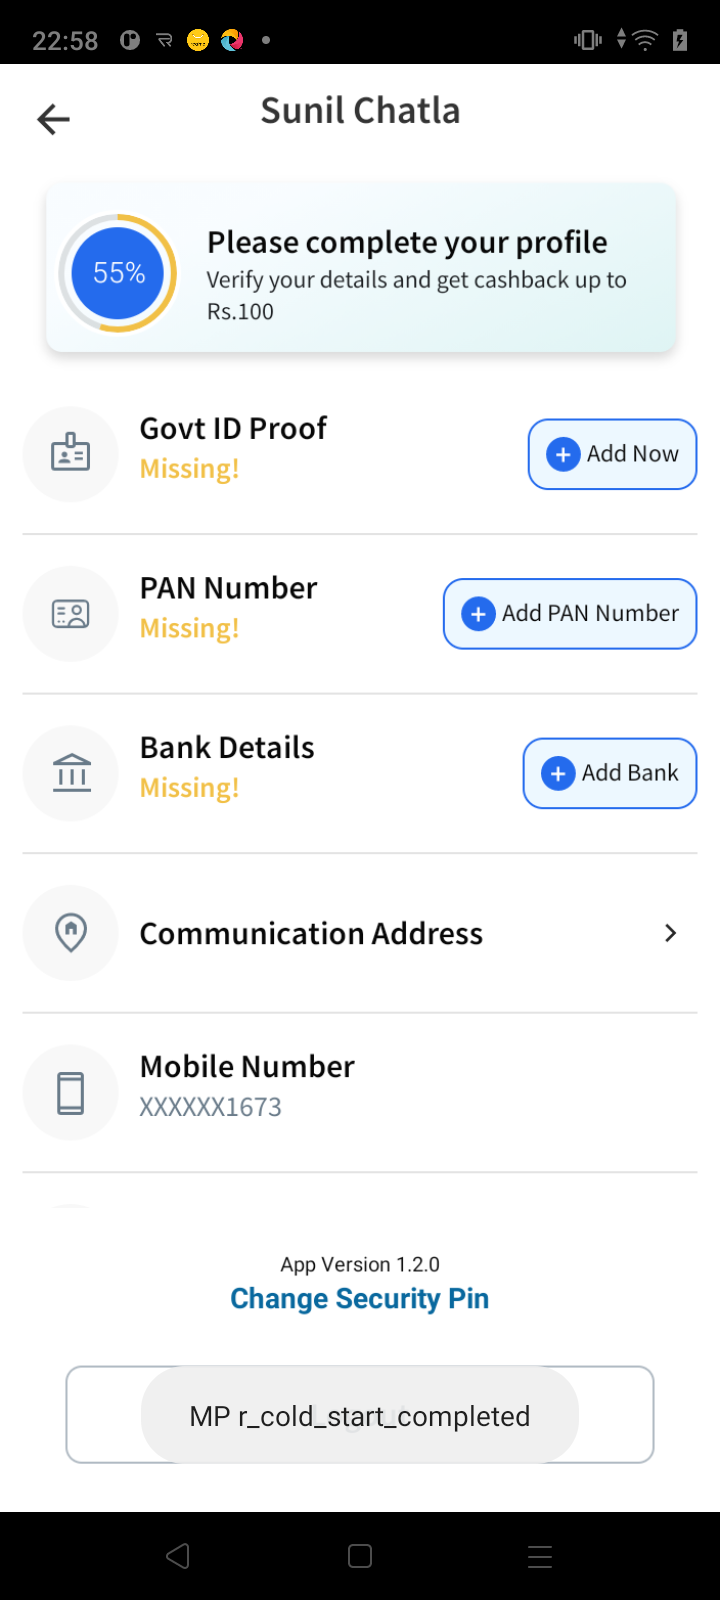 22:58
Sunil Chatla
55%
Please complete your profile
Verify your details and get cashback up to
Rs.100
Govt ID Proof
Missing!
Add Now
PAN Number
Missing!
Add PAN Number
Bank Details
Missing!
Add Bank
Communication Address
Mobile Number
XXXXXX1673
App Version 1.2.0
Change Security Pin
MP r_cold_start_completed